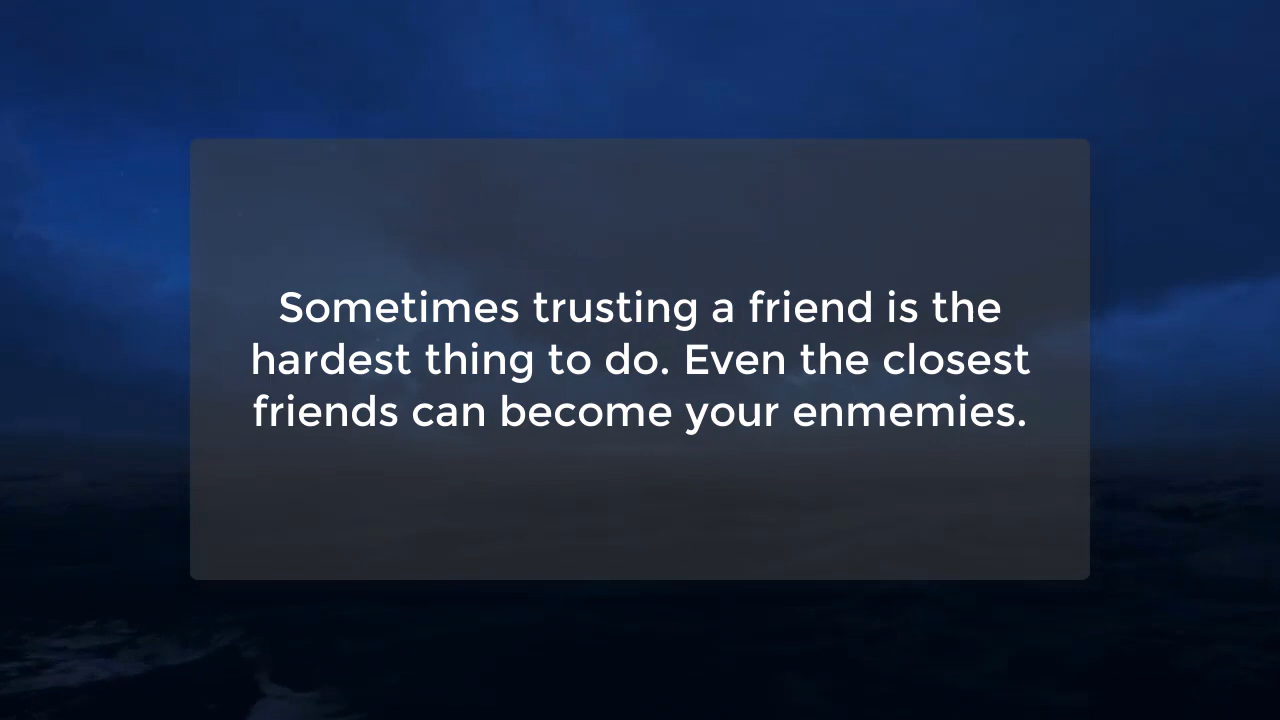 Sometimes trusting a friend is the
hardest thing to do. Even the closest
friends can become your enmemies.